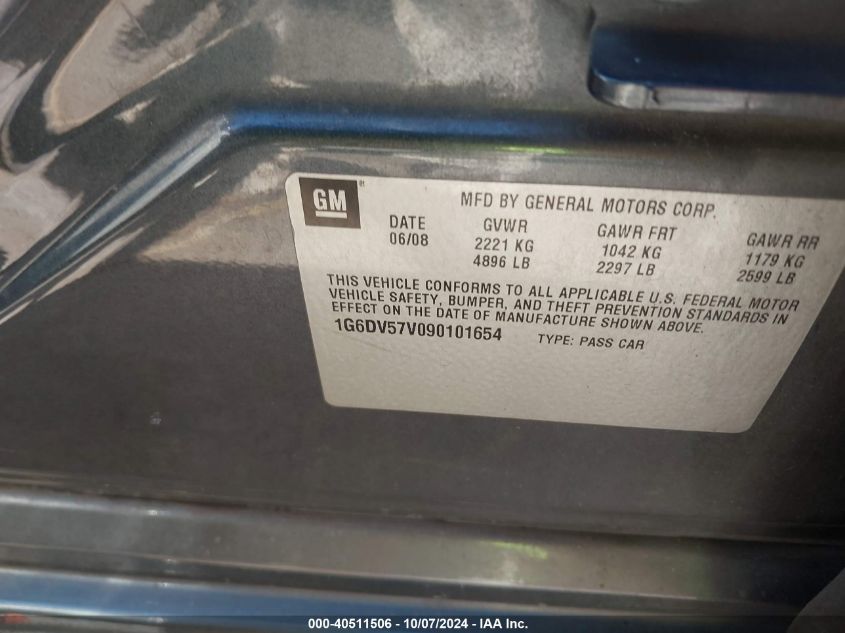 GM
MFD BY GENERAL MOTORS CORP.
DATE GVWR GAWR FRT GAWR RR
06/08 2221 KG 1042 KG 1179 KG
4896 LB 2297 LB 2599 LB
THIS VEHICLE CONFORMS TO ALL APPLICABLE U.S. FEDERAL MOTOR
VEHICLE SAFETY, BUMPER, AND THEFT PREVENTION STANDARDS IN
EFFECT ON THE DATE OF MANUFACTURE SHOWN ABOVE.
1G6DV57V090101654 TYPE: PASS CAR
000-40511506 - 10/07/2024 - IAA Inc.